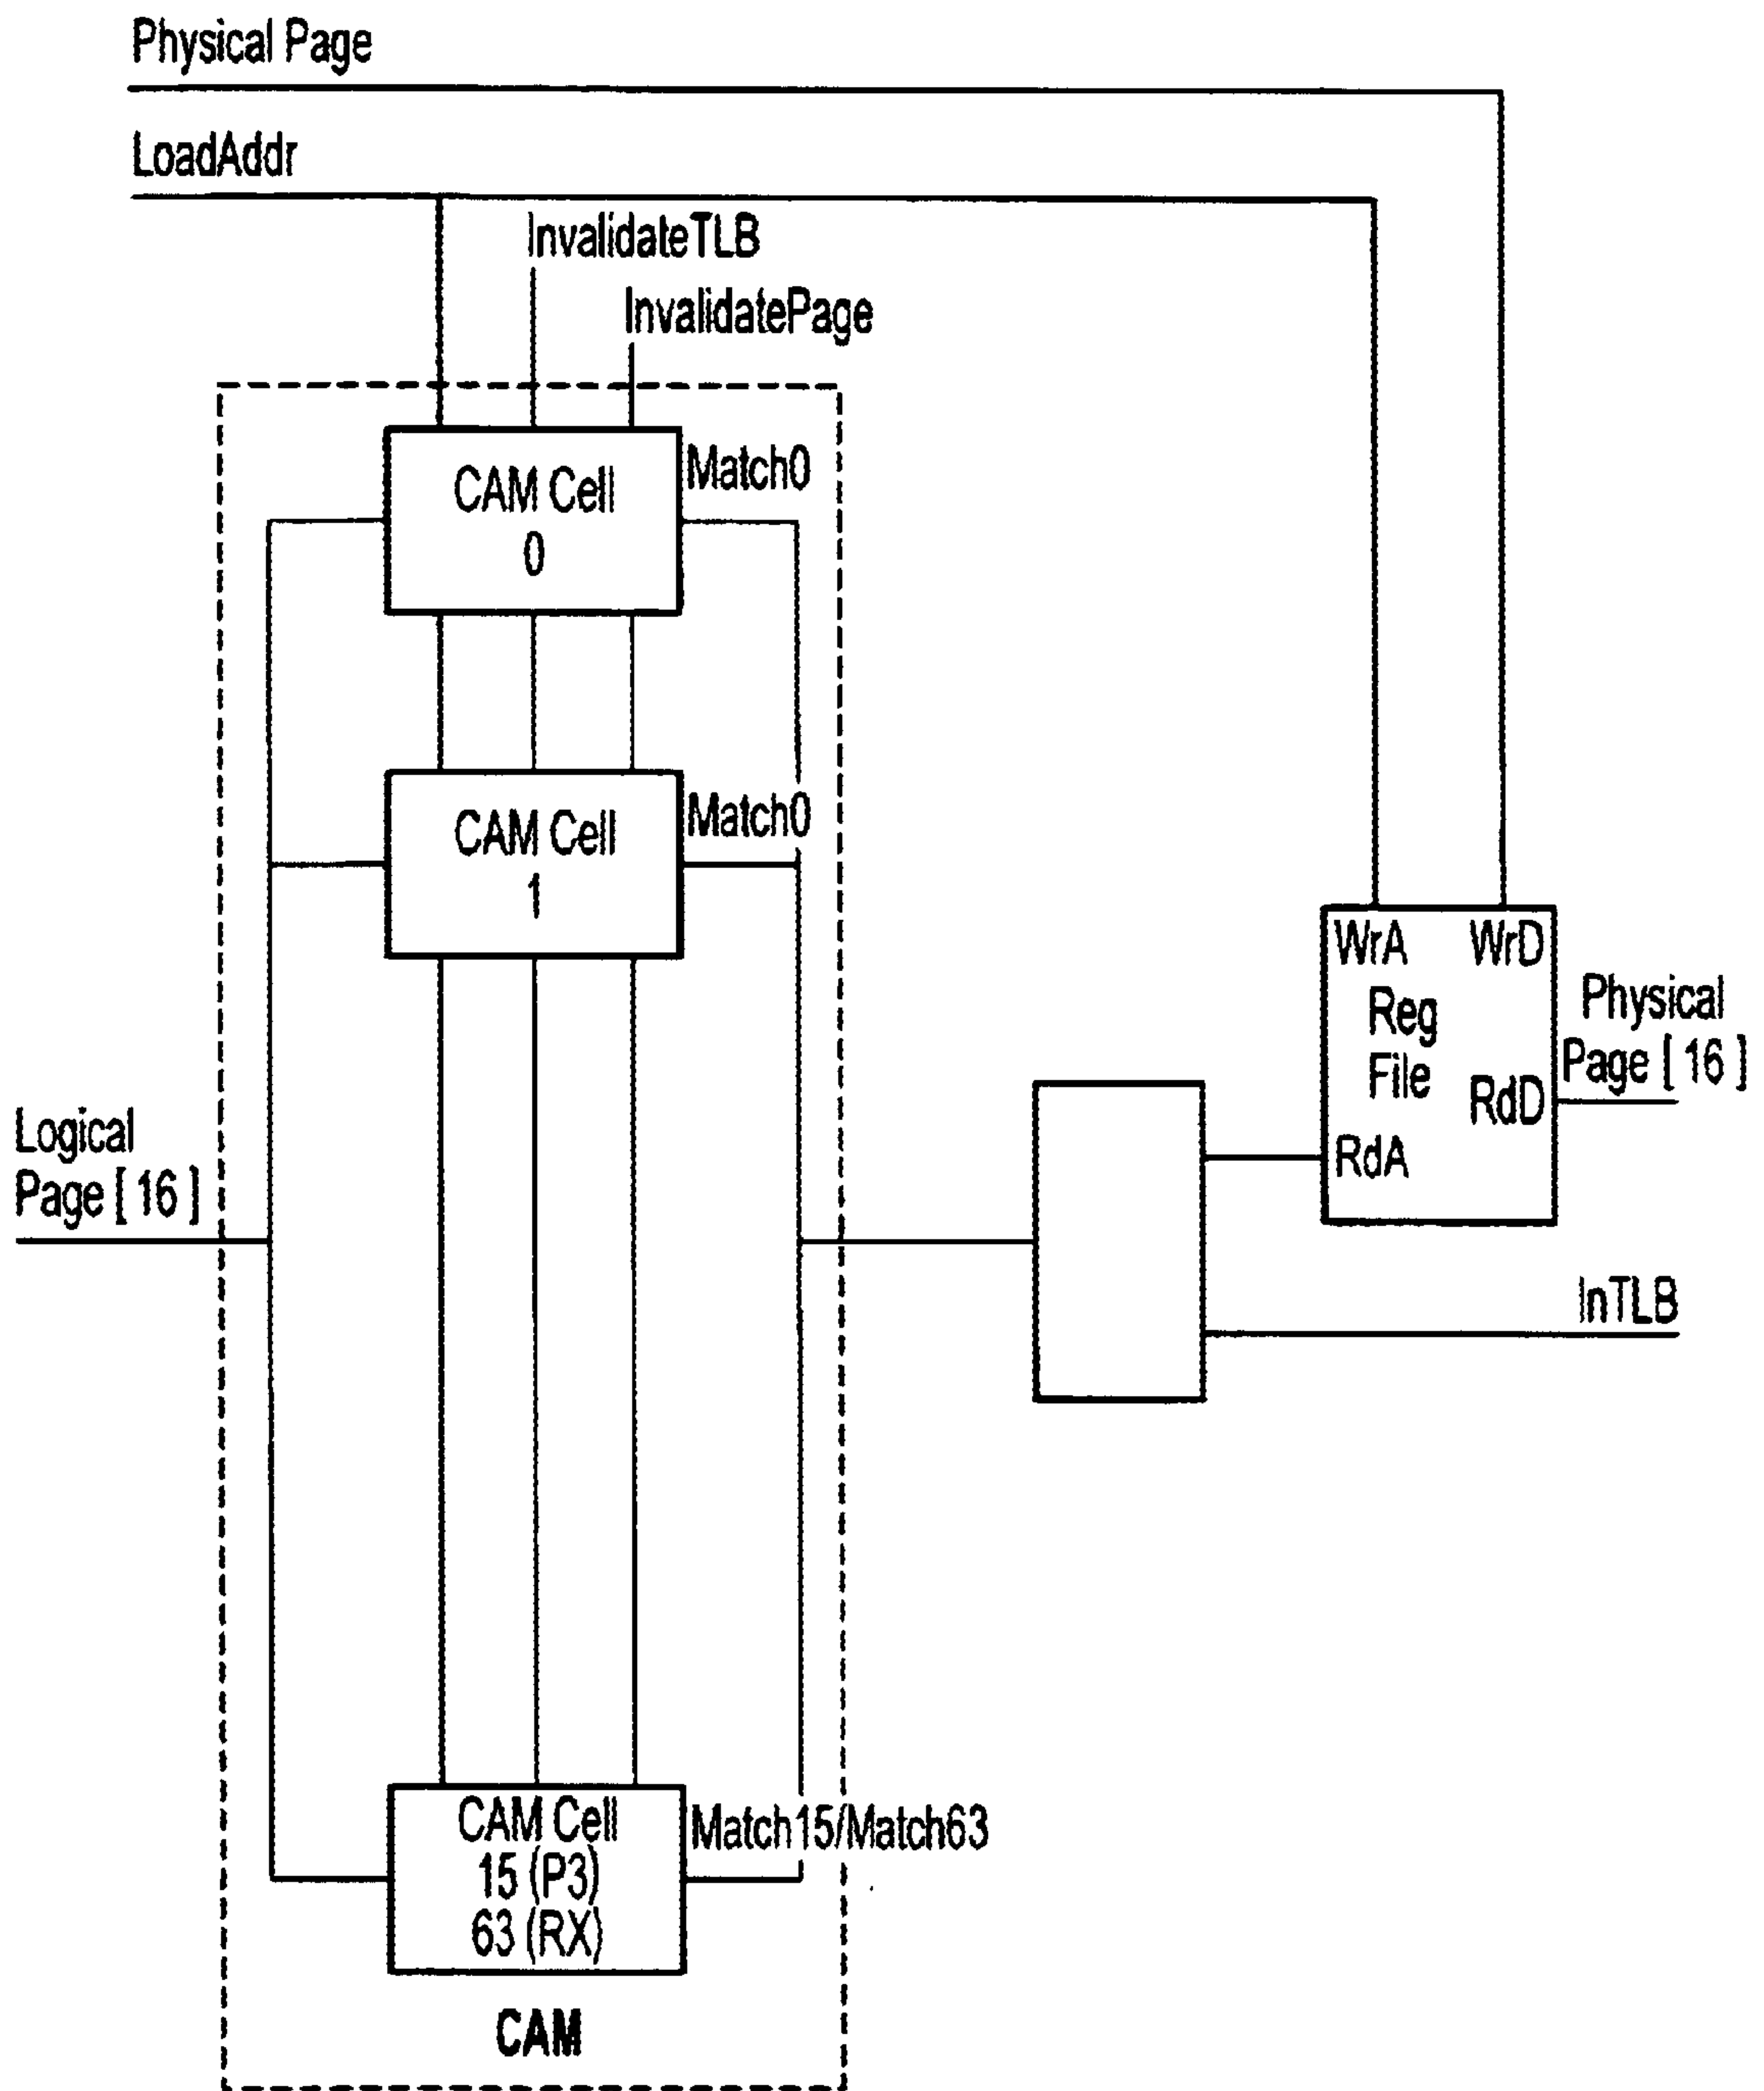 Physical Page
LoadAddr
InvalidateTLB
InvalidatePage
CAM Cell
0
Match0
CAM Cell
1
Match0
WrA WrD
Reg
File
RdD
RdA
Physical
Page [ 16 ]
Logical
Page [ 16 ]
InTLB
CAM Cell
15 (P3)
63 (RX)
Match15/Match63
CAM